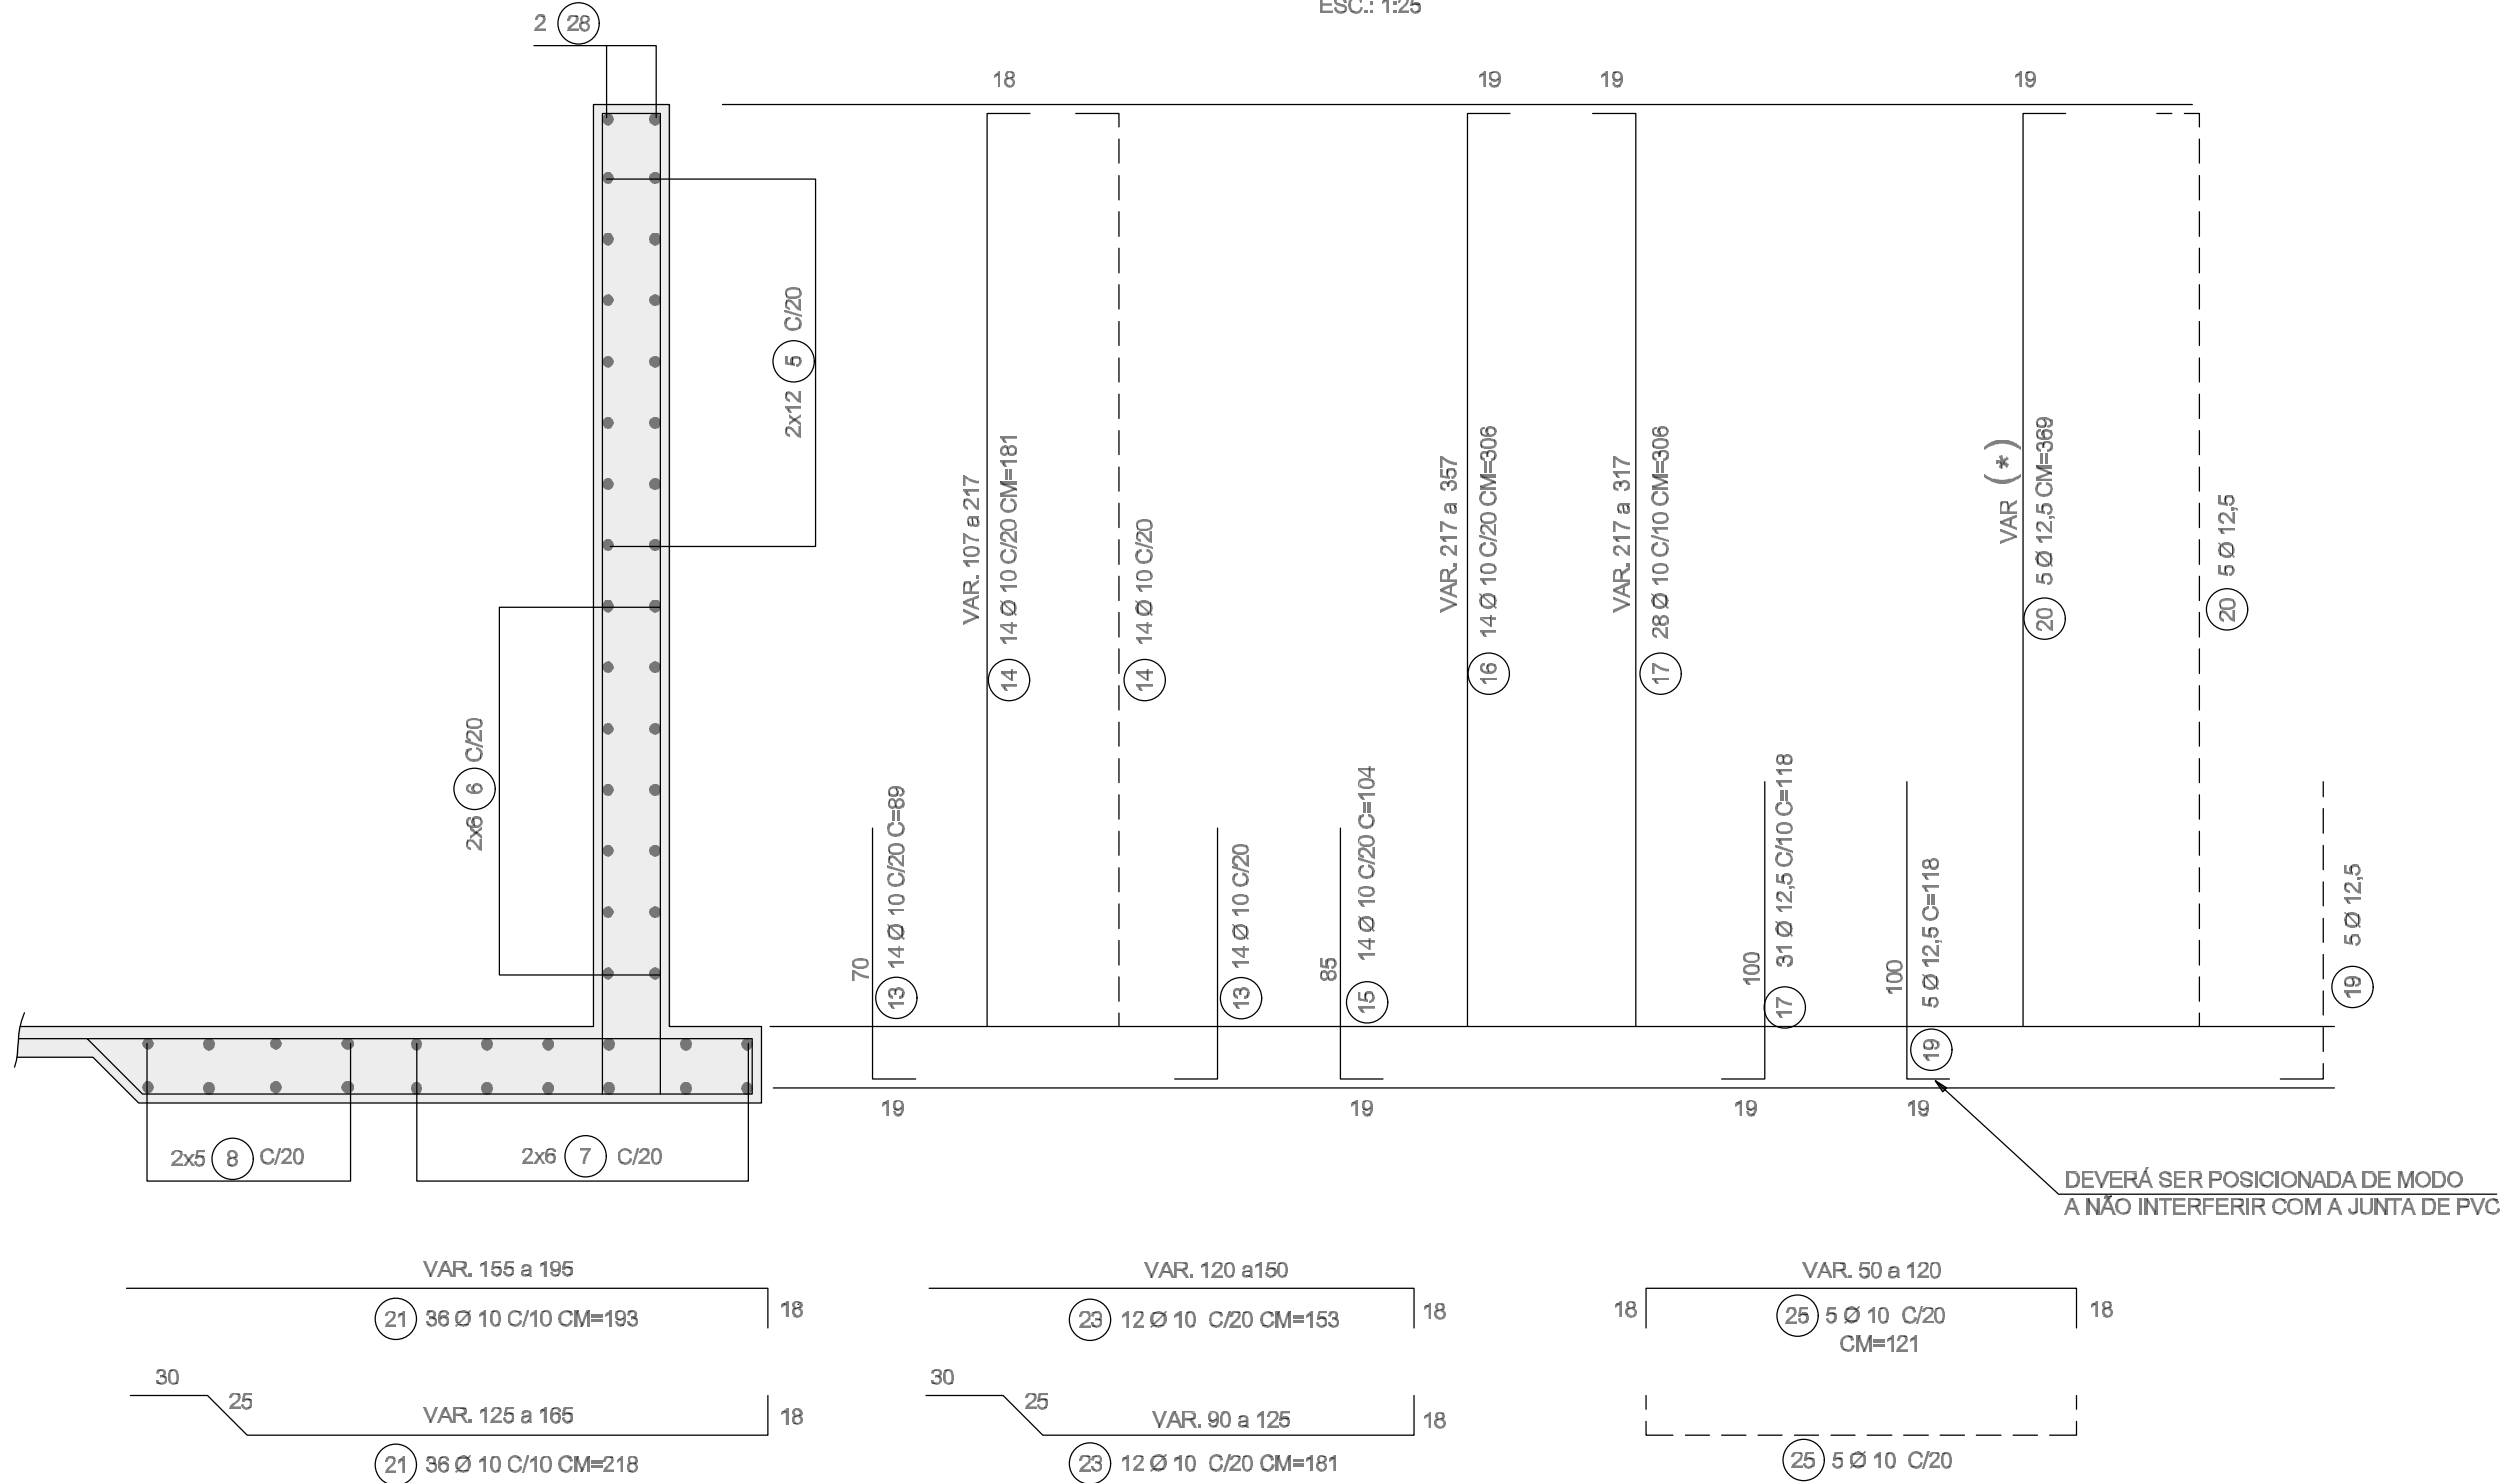 ESC.: 1:25
2 28
18
19
19
19
2x12 5 C/20
2x6 6 C/20
VAR. 107 a 217
14 14 Ø 10 C/20 CM=181
14 14 Ø 10 C/20
VAR. 217 a 357
16 14 Ø 10 C/20 CM=306
VAR. 217 a 317
17 28 Ø 10 C/10 CM=306
VAR (*)
20 5 Ø 12,5 CM=369
20 5 Ø 12,5
70
13 14 Ø 10 C/20 C=89
13 14 Ø 10 C/20
85
15 14 Ø 10 C/20 C=104
100
17 31 Ø 12,5 C/10 C=118
100
19 5 Ø 12,5 C=118
19 5 Ø 12,5
19
19
19
19
2x5 8 C/20
2x6 7 C/20
DEVERÁ SER POSICIONADA DE MODO
A NÃO INTERFERIR COM A JUNTA DE PVC
VAR. 155 a 195
18
21 36 Ø 10 C/10 CM=193
VAR. 120 a150
18
23 12 Ø 10 C/20 CM=153
VAR. 50 a 120
18
18
25 5 Ø 10 C/20
CM=121
30
25
VAR. 125 a 165
18
21 36 Ø 10 C/10 CM=218
30
25
VAR. 90 a 125
18
23 12 Ø 10 C/20 CM=181
25 5 Ø 10 C/20